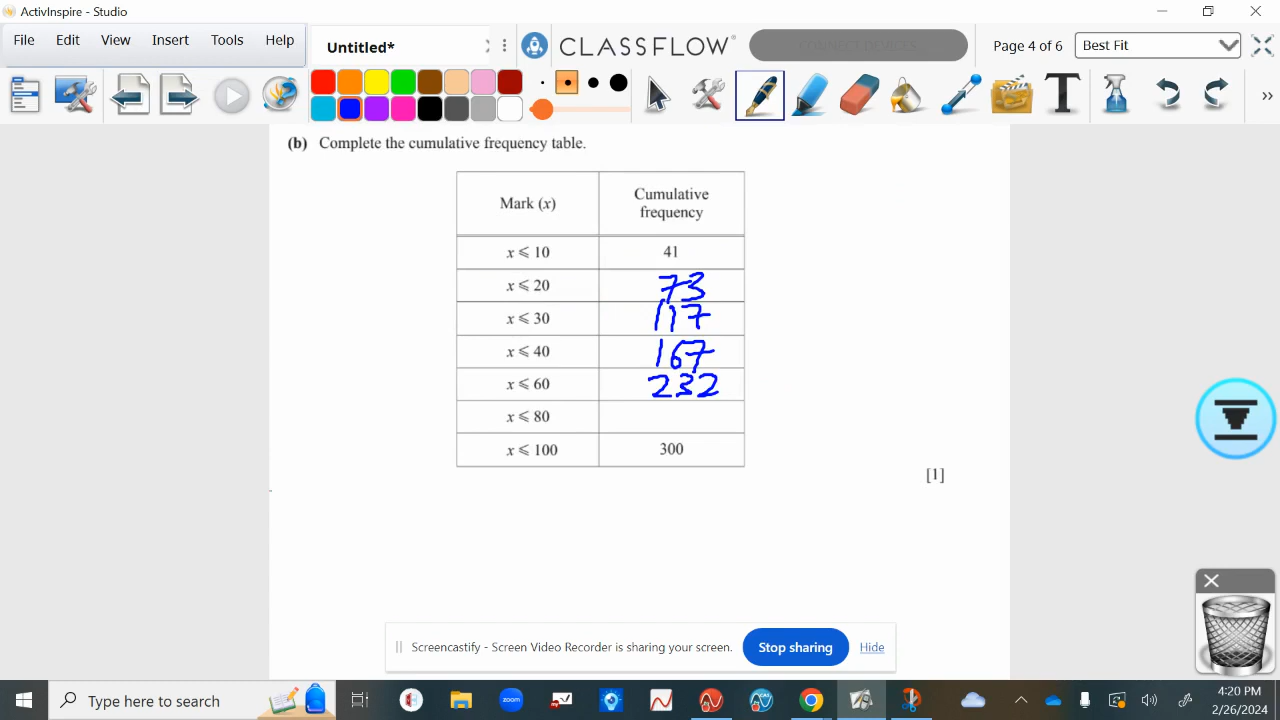 ActivInspire - Studio
File Edit View Insert Tools Help
Untitled*
CLASSFLOW
CONNECT DEVICES...
Page 4 of 6
Best Fit
(b) Complete the cumulative frequency table.
Mark (x) Cumulative frequency
x ⩽ 10 41
x ⩽ 20 73
x ⩽ 30 117
x ⩽ 40 167
x ⩽ 60 232
x ⩽ 80
x ⩽ 100 300
[1]
Screencastify - Screen Video Recorder is sharing your screen. Stop sharing Hide
Type here to search
zoom
4:20 PM
2/26/2024